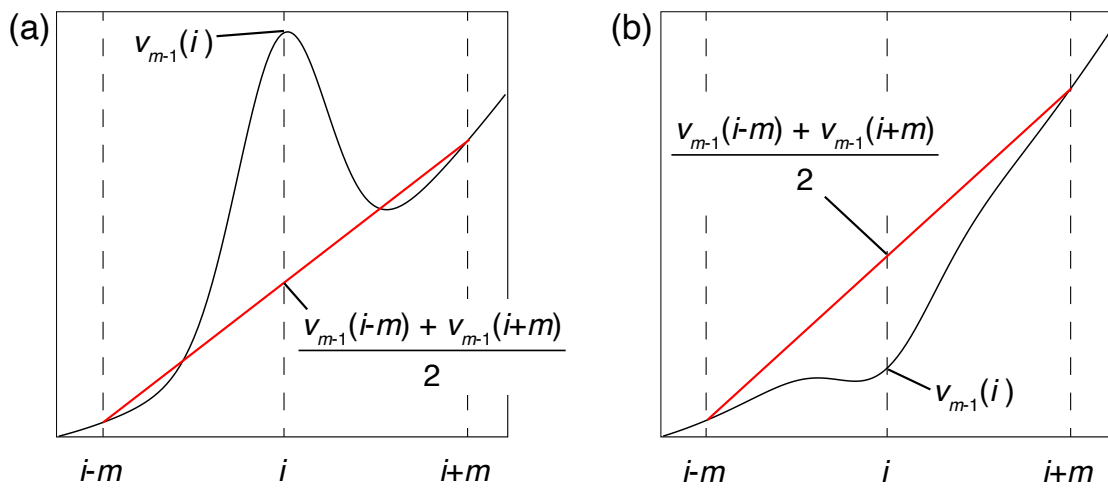 (a)
v_{m-1}(i)
v_{m-1}(i-m) + v_{m-1}(i+m)
2
i-m i i+m
(b)
v_{m-1}(i-m) + v_{m-1}(i+m)
2
v_{m-1}(i)
i-m i i+m